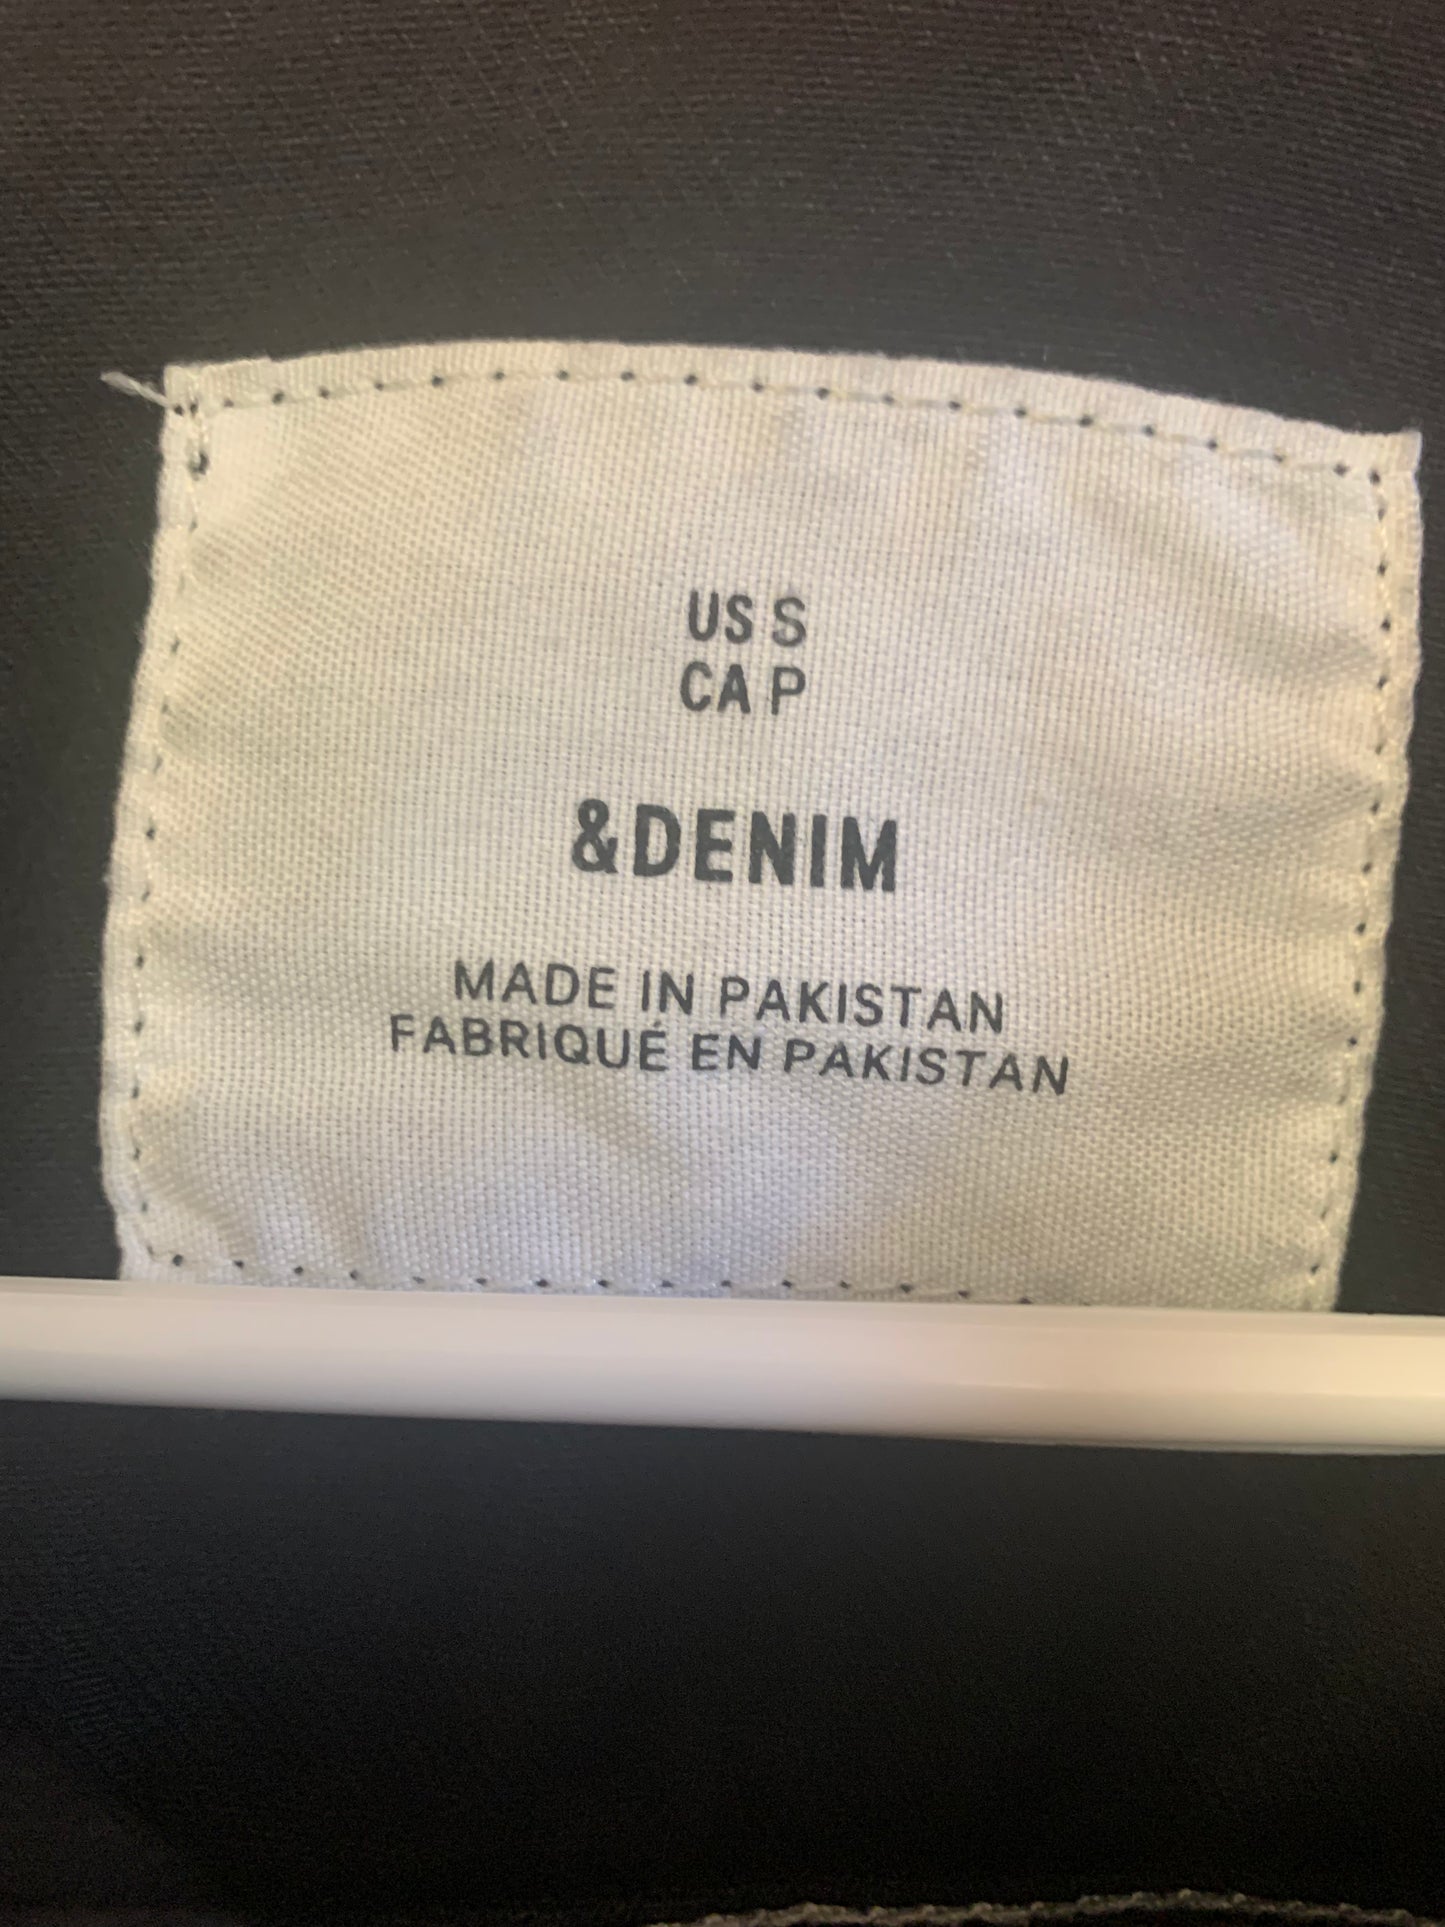 US S
CA P
&DENIM
MADE IN PAKISTAN
FABRIQUÉ EN PAKISTAN